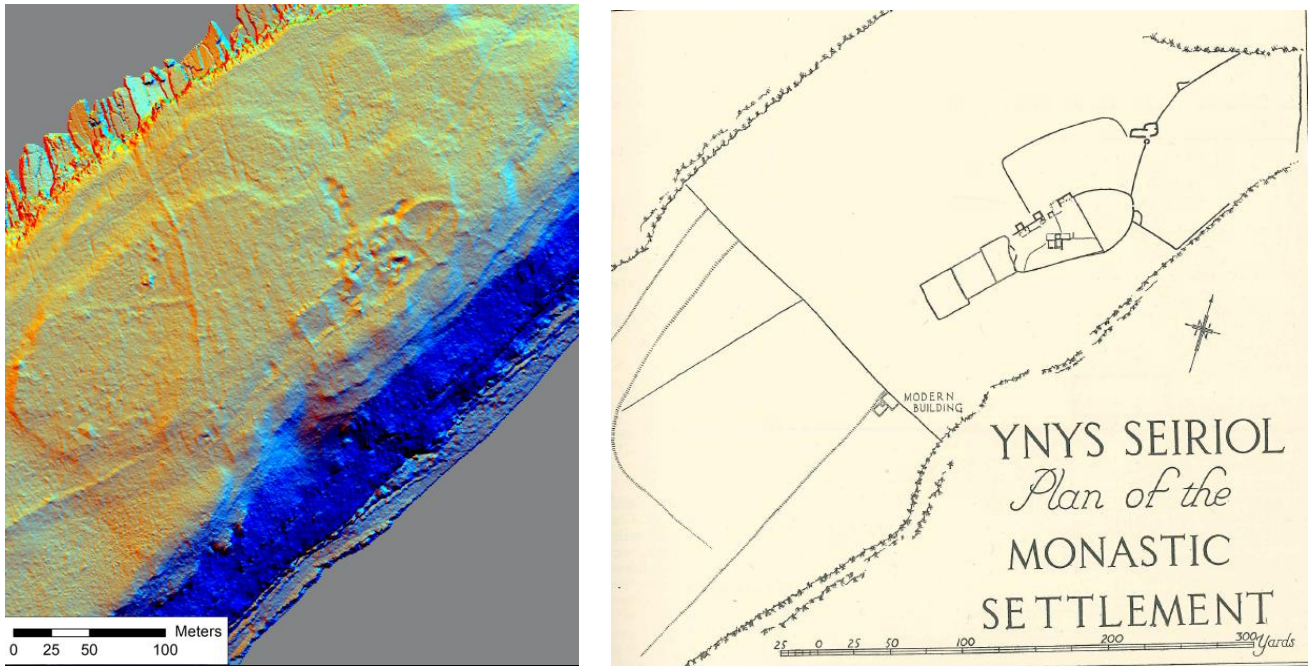 Meters
0 25 50 100
MODERN
BUILDING
YNYS SEIRIOL
Plan of the
MONASTIC
SETTLEMENT
25 0 50 100 200 300 Yards